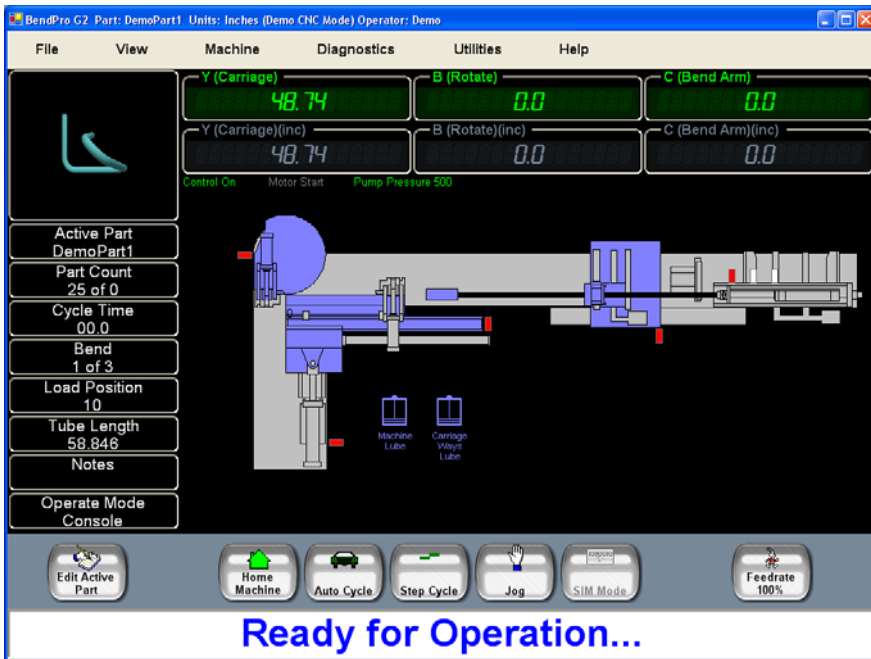 BendPro G2 Part: DemoPart1 Units: Inches (Demo CNC Mode) Operator: Demo
File View Machine Diagnostics Utilities Help
Y (Carriage) B (Rotate) C (Bend Arm)
48.74 0.0 0.0
Y (Carriage)(inc) B (Rotate)(inc) C (Bend Arm)(inc)
48.74 0.0 0.0
Control On Motor Start Pump Pressure 500
Active Part
DemoPart1
Part Count
25 of 0
Cycle Time
00.0
Bend
1 of 3
Load Position
10
Tube Length
58.846
Notes
Operate Mode
Console
Machine
Lube
Carriage
Ways
Lube
Edit Active
Part
Home
Machine
Auto Cycle
Step Cycle
Jog
SIM Mode
Feedrate
100%
Ready for Operation...